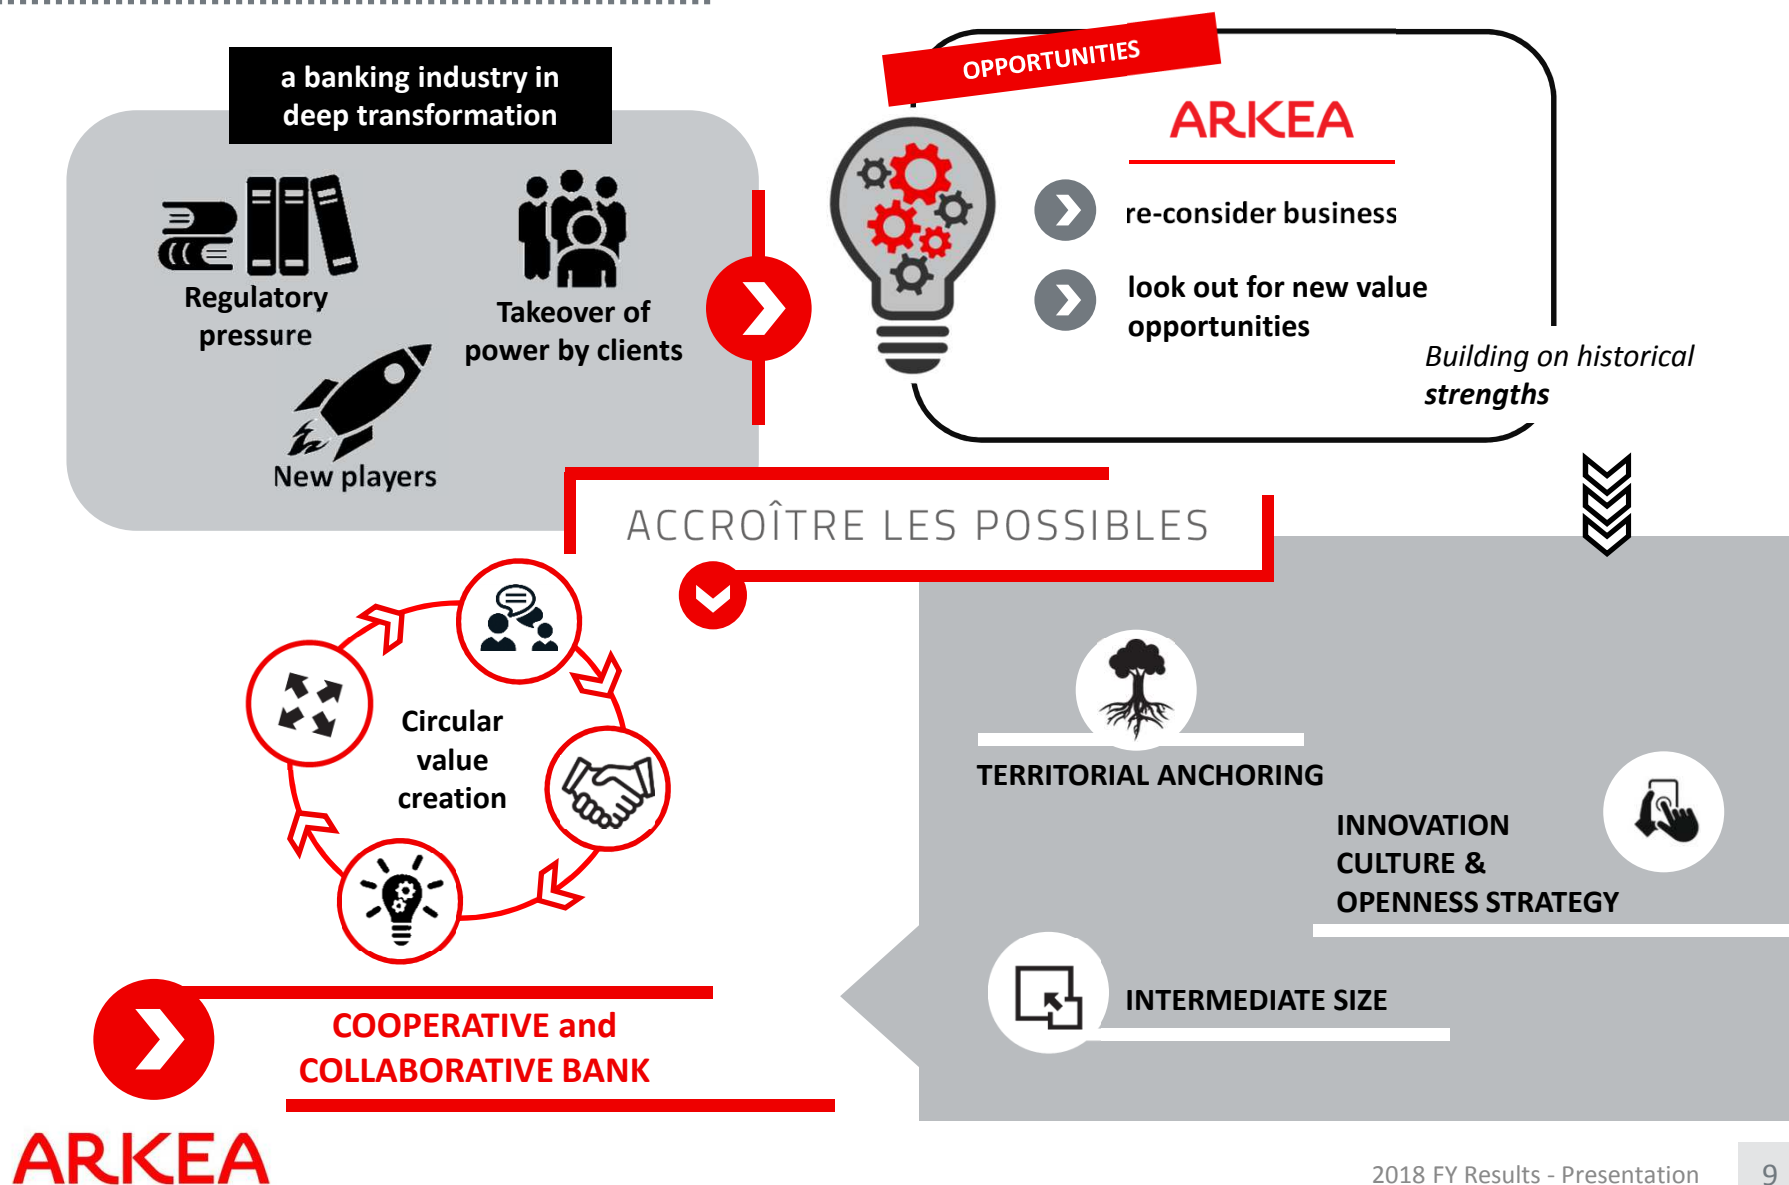 a banking industry in
deep transformation
Regulatory
pressure
Takeover of
power by clients
New players
OPPORTUNITIES
ARKEA
re-consider business
look out for new value
opportunities
Building on historical
strengths
ACCROÎTRE LES POSSIBLES
Circular
value
creation
TERRITORIAL ANCHORING
INNOVATION
CULTURE &
OPENNESS STRATEGY
INTERMEDIATE SIZE
COOPERATIVE and
COLLABORATIVE BANK
ARKEA
2018 FY Results - Presentation
9